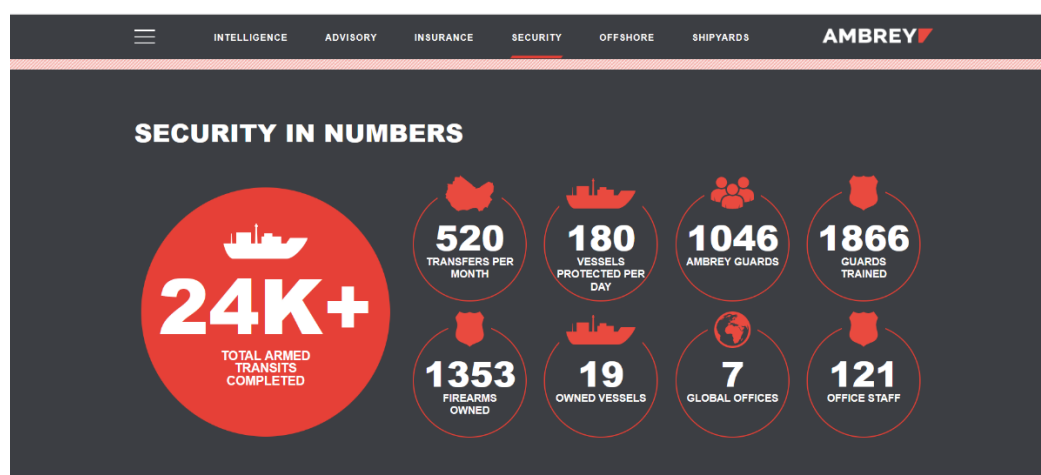 INTELLIGENCE
ADVISORY
INSURANCE
SECURITY
OFFSHORE
SHIPYARDS
AMBREY
SECURITY IN NUMBERS
24K+
TOTAL ARMED
TRANSITS
COMPLETED
520
TRANSFERS PER
MONTH
180
VESSELS
PROTECTED PER
DAY
1046
AMBREY GUARDS
1866
GUARDS
TRAINED
1353
FIREARMS
OWNED
19
OWNED VESSELS
7
GLOBAL OFFICES
121
OFFICE STAFF